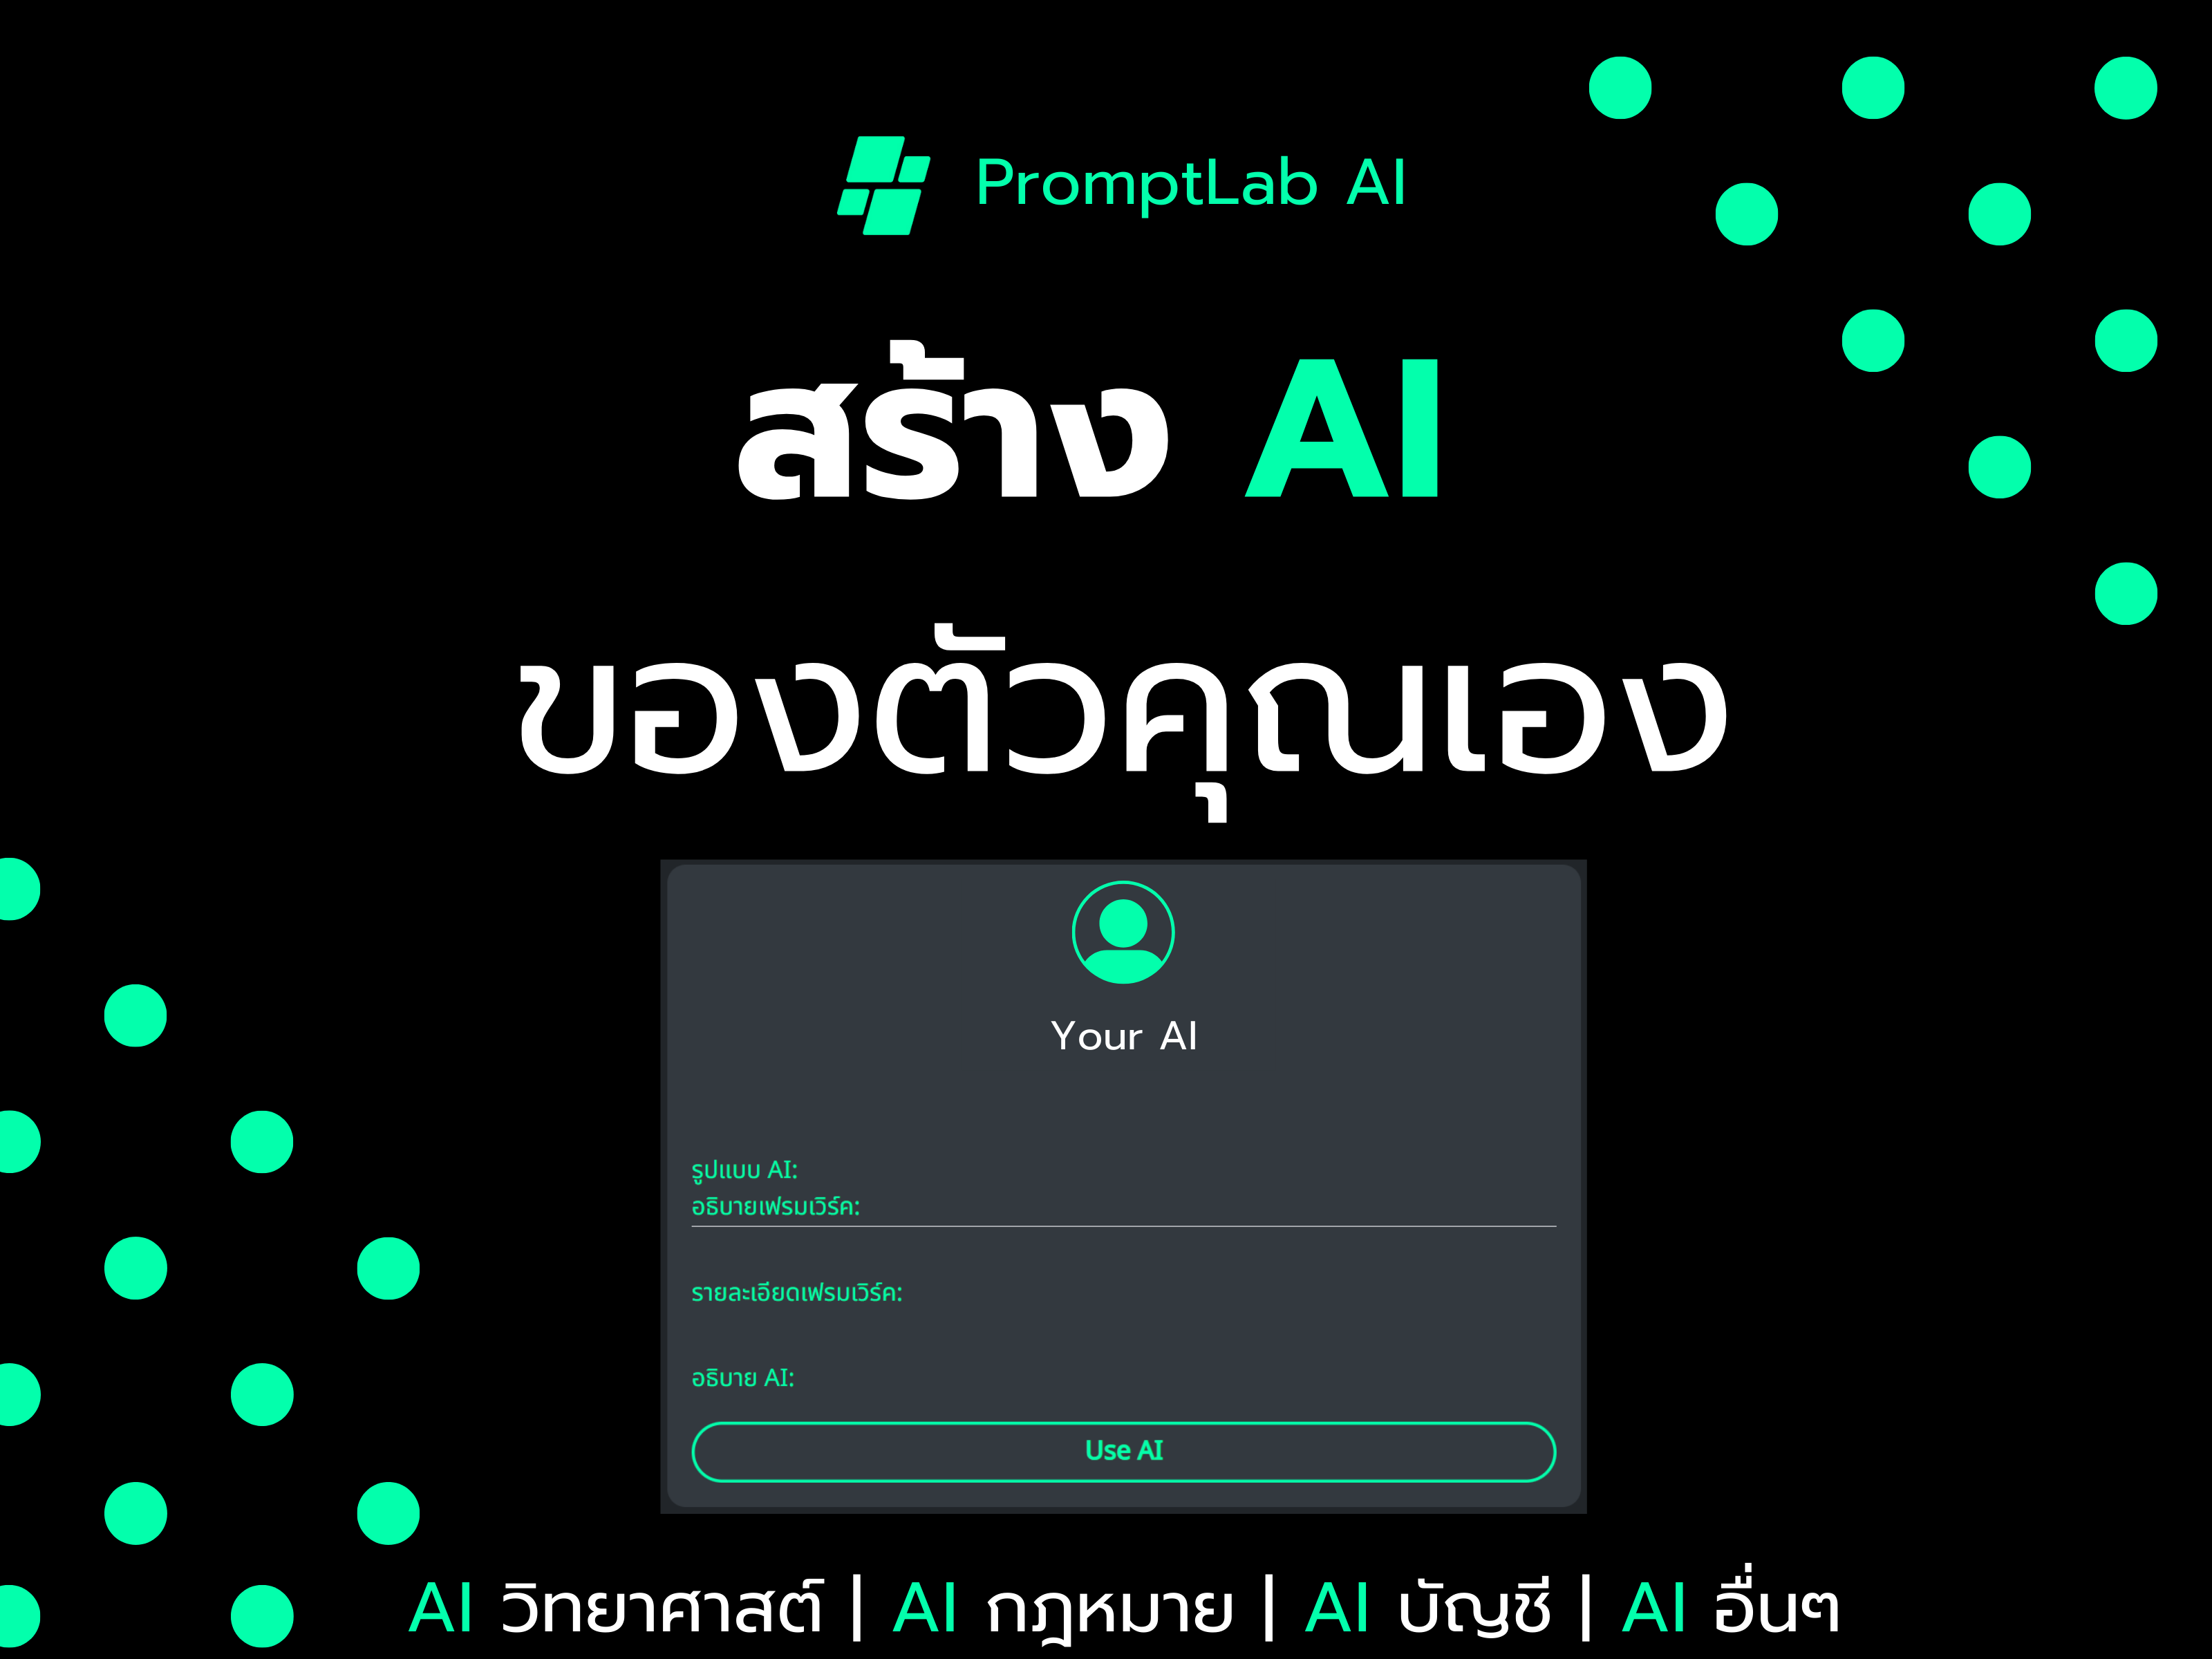 PromptLab AI
สร้าง AI
ของตัวคุณเอง
Your AI
รูปแบบ AI:
อธิบายเฟรมเวิร์ค:
รายละเอียดเฟรมเวิร์ค:
อธิบาย AI:
Use AI
AI วิทยาศาสต์ | AI กฎหมาย | AI บัญชี | AI อื่นๆ